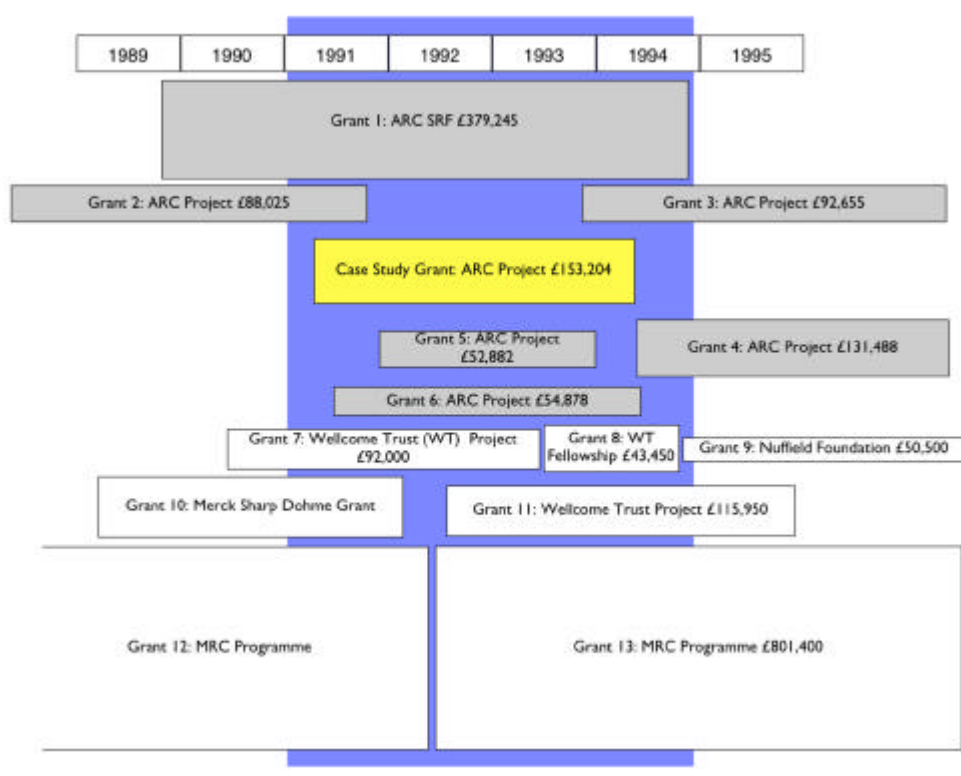 1989 1990 1991 1992 1993 1994 1995
Grant 1: ARC SRF £379,245
Grant 2: ARC Project £88,025
Grant 3: ARC Project £92,655
Case Study Grant: ARC Project £153,204
Grant 5: ARC Project
£52,882
Grant 4: ARC Project £131,488
Grant 6: ARC Project £54,878
Grant 7: Wellcome Trust (WT) Project
£92,000
Grant 8: WT
Fellowship £43,450
Grant 9: Nuffield Foundation £50,500
Grant 10: Merck Sharp Dohme Grant
Grant 11: Wellcome Trust Project £115,950
Grant 12: MRC Programme
Grant 13: MRC Programme £801,400